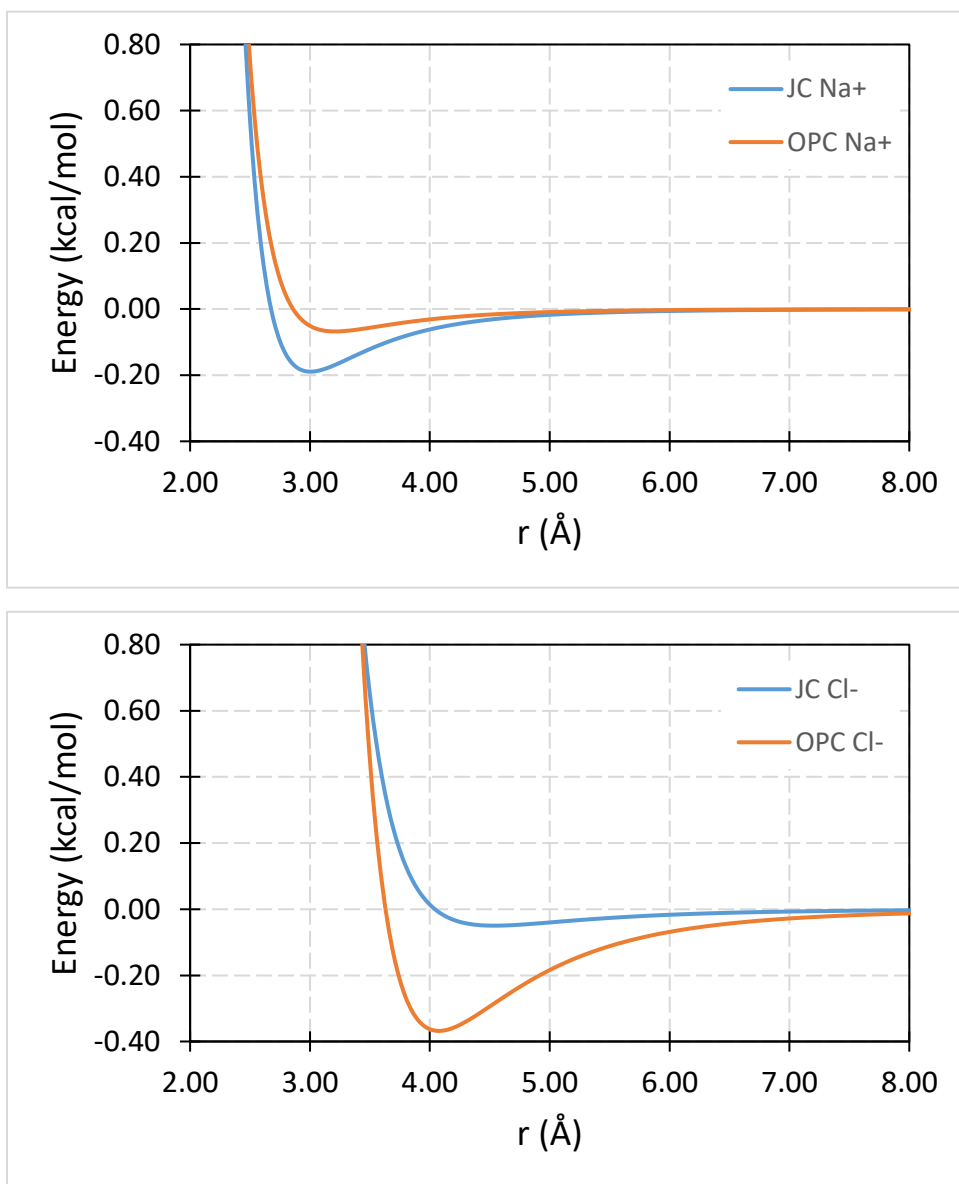 0.80
JC Na+
0.60
OPC Na+
0.40
0.20
0.00
-0.20
-0.40
Energy (kcal/mol)
2.00 3.00 4.00 5.00 6.00 7.00 8.00
r (Å)
0.80
JC Cl-
0.60
OPC Cl-
0.40
0.20
0.00
-0.20
-0.40
Energy (kcal/mol)
2.00 3.00 4.00 5.00 6.00 7.00 8.00
r (Å)